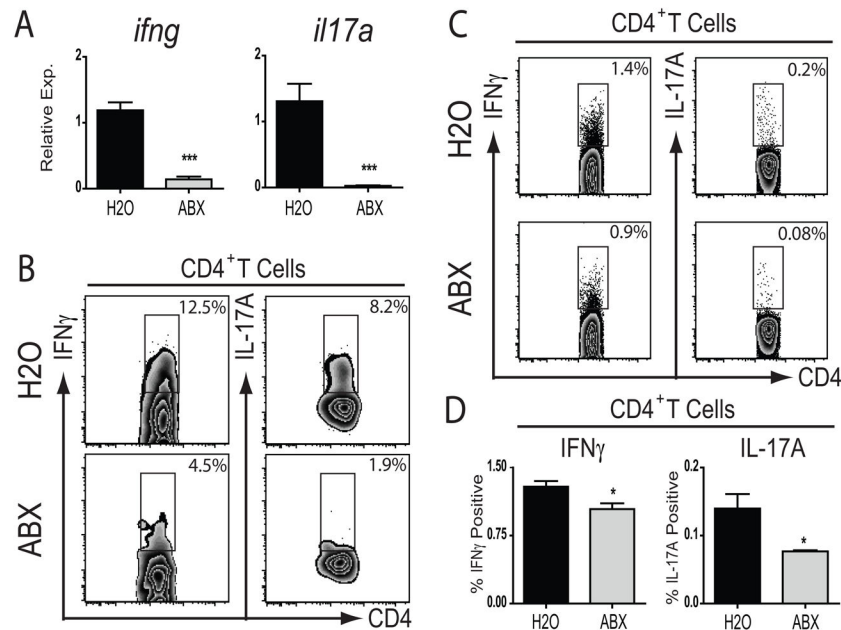 A
ifng
il17a
Relative Exp.
2
1
0
***
H2O
ABX
2
1
0
***
H2O
ABX
B
CD4+T Cells
H2O
IFNγ
12.5%
IL-17A
8.2%
ABX
4.5%
1.9%
CD4
C
CD4+T Cells
H2O
IFNγ
1.4%
IL-17A
0.2%
ABX
0.9%
0.08%
CD4
D
CD4+T Cells
IFNγ
IL-17A
% IFNγ Positive
1.50
0.75
0.00
*
H2O
ABX
% IL-17A Positive
0.2
0.1
0.0
*
H2O
ABX